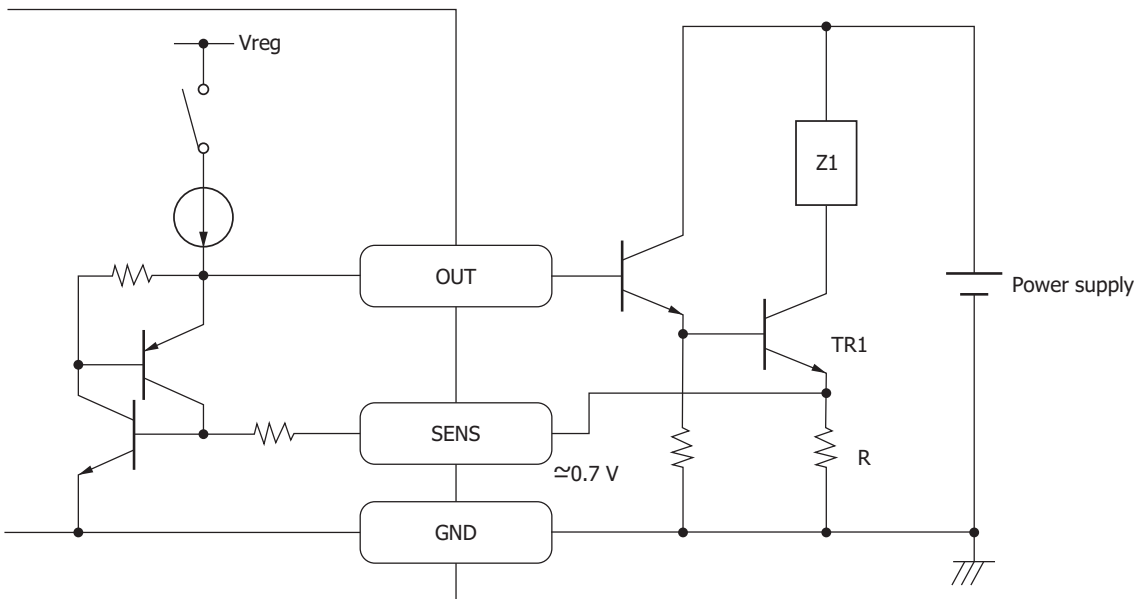 Vreg
Z1
OUT
Power supply
TR1
SENS
R
≃0.7 V
GND